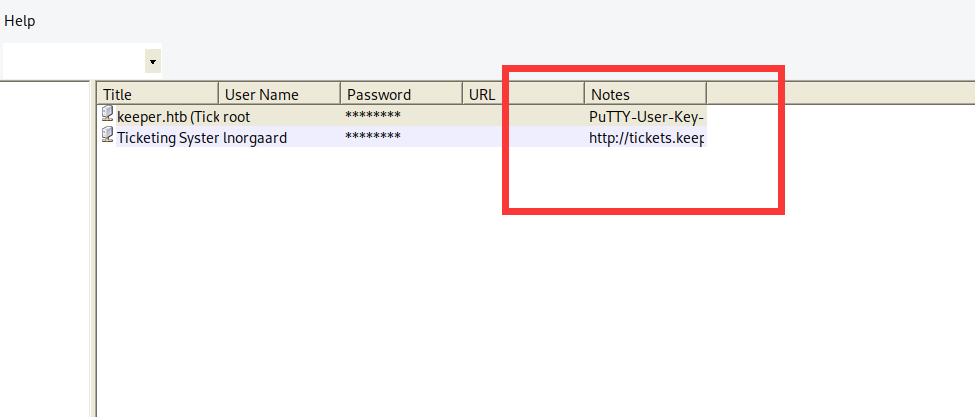 Help
Title User Name Password URL Notes
keeper.htb (Tick root ******** PuTTY-User-Key-
Ticketing Syster lnorgaard ******** http://tickets.keep